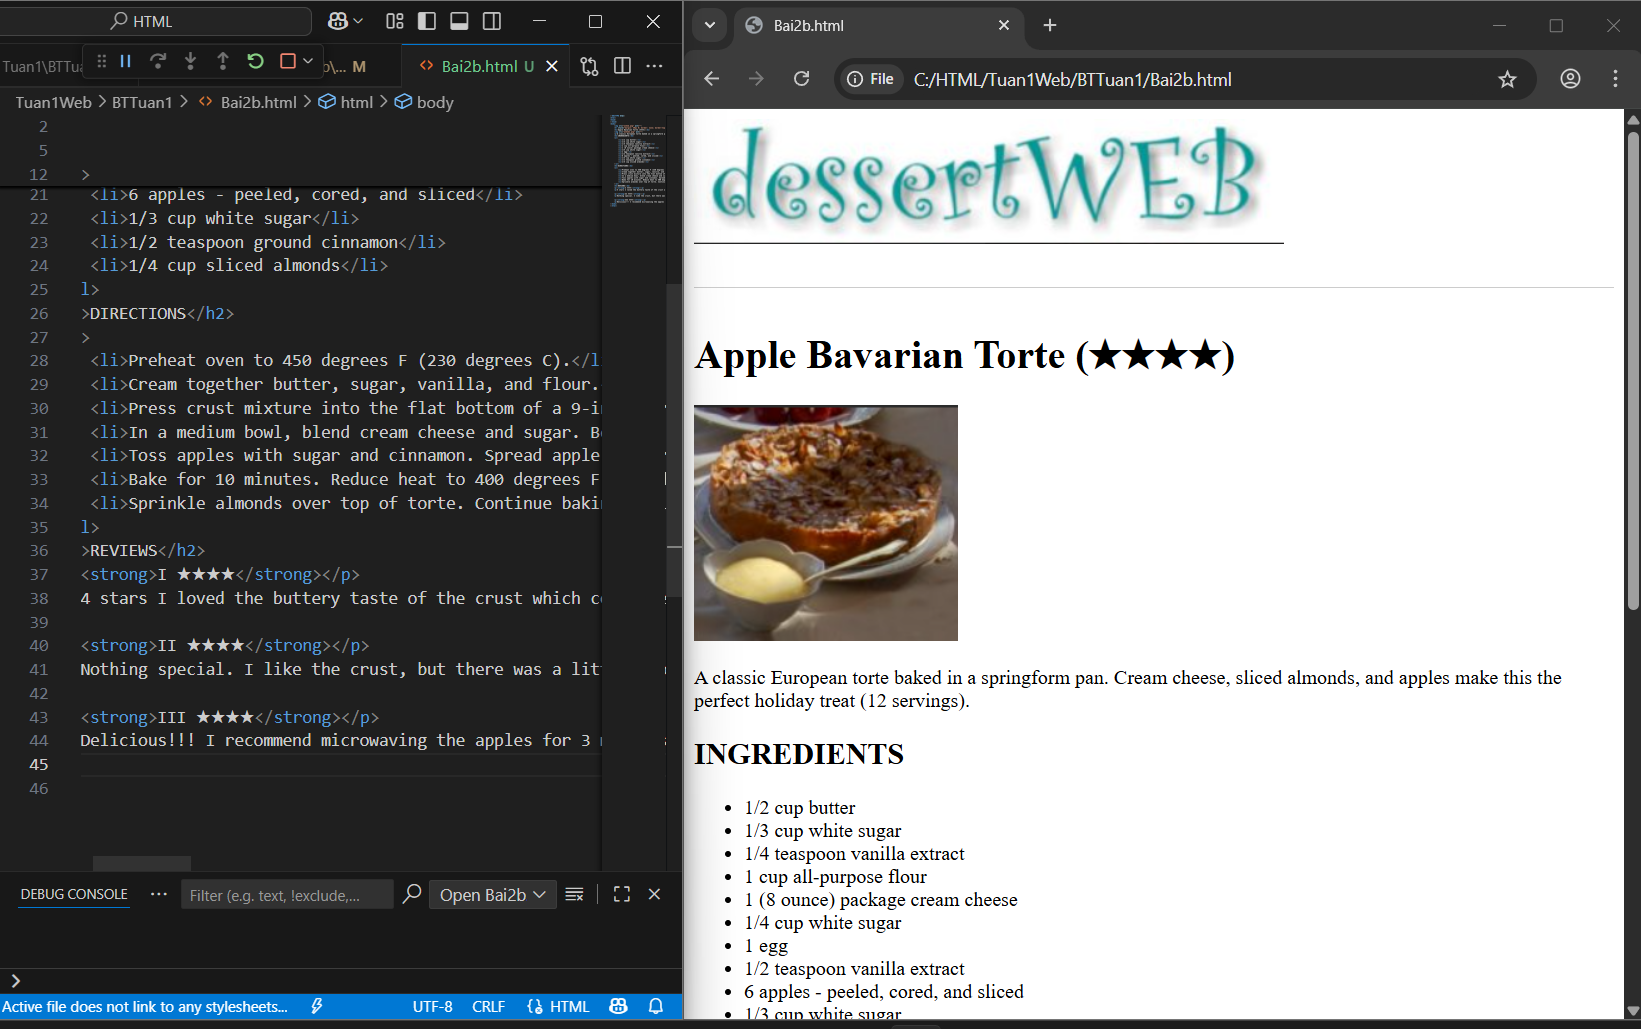 HTML
Tuan1\BTTu
M
Bai2b.html U
Tuan1Web > BTTuan1 > Bai2b.html > html > body
2
5
12 >
21 <li>6 apples - peeled, cored, and sliced</li>
22 <li>1/3 cup white sugar</li>
23 <li>1/2 teaspoon ground cinnamon</li>
24 <li>1/4 cup sliced almonds</li>
25 l>
26 >DIRECTIONS</h2>
27 >
28 <li>Preheat oven to 450 degrees F (230 degrees C).</l
29 <li>Cream together butter, sugar, vanilla, and flour.
30 <li>Press crust mixture into the flat bottom of a 9-i
31 <li>In a medium bowl, blend cream cheese and sugar. B
32 <li>Toss apples with sugar and cinnamon. Spread apple
33 <li>Bake for 10 minutes. Reduce heat to 400 degrees F
34 <li>Sprinkle almonds over top of torte. Continue baki
35 l>
36 >REVIEWS</h2>
37 <strong>I ★★★★</strong></p>
38 4 stars I loved the buttery taste of the crust which c
39
40 <strong>II ★★★★</strong></p>
41 Nothing special. I like the crust, but there was a lit
42
43 <strong>III ★★★★</strong></p>
44 Delicious!!! I recommend microwaving the apples for 3
45
46
DEBUG CONSOLE
Filter (e.g. text, !exclude,...
Open Bai2b
Active file does not link to any stylesheets...
UTF-8 CRLF HTML
Bai2b.html
File C:/HTML/Tuan1Web/BTTuan1/Bai2b.html
dessertWEB
Apple Bavarian Torte (★★★★)
A classic European torte baked in a springform pan. Cream cheese, sliced almonds, and apples make this the
perfect holiday treat (12 servings).
INGREDIENTS
• 1/2 cup butter
• 1/3 cup white sugar
• 1/4 teaspoon vanilla extract
• 1 cup all-purpose flour
• 1 (8 ounce) package cream cheese
• 1/4 cup white sugar
• 1 egg
• 1/2 teaspoon vanilla extract
• 6 apples - peeled, cored, and sliced
• 1/3 cup white sugar